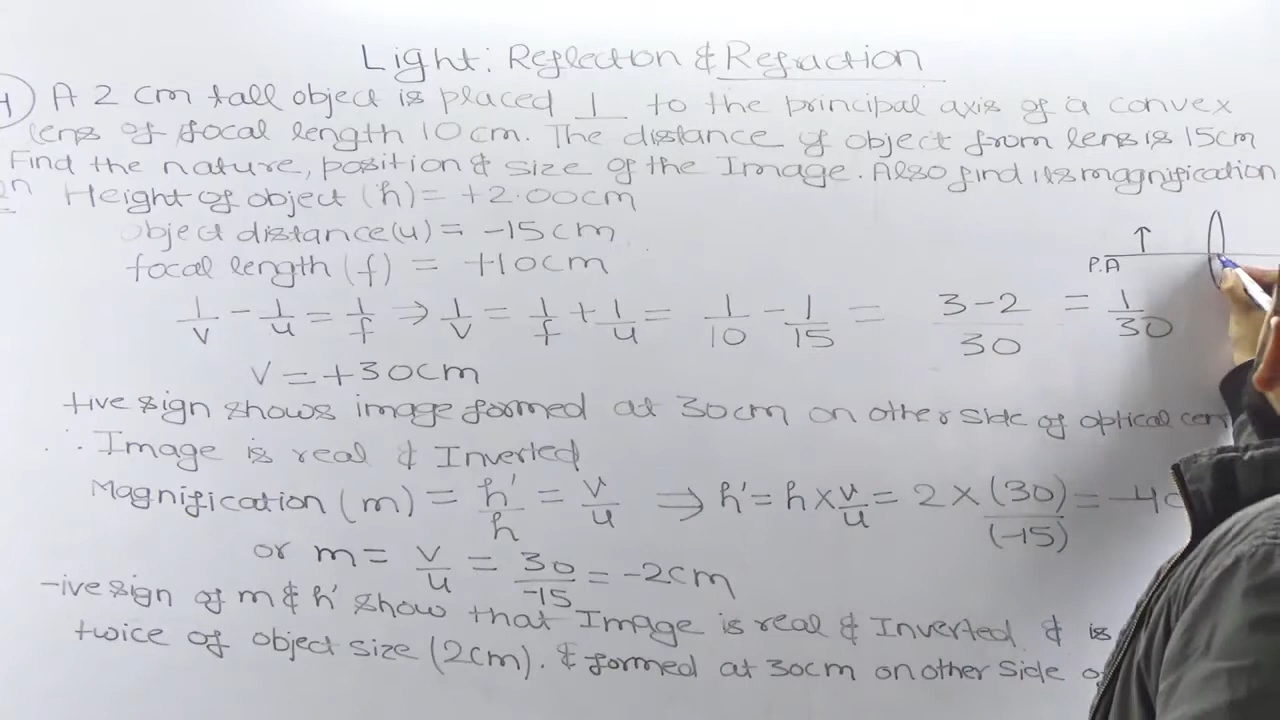 Light: Reflection & Refraction
A 2 cm tall object is placed ⊥ to the principal axis of a convex
lens of focal length 10 cm. The distance of object from lens is 15cm
Find the nature, position & size of the Image. Also find its magnification
Height of object (h) = +2.00cm
object distance(u) = -15cm
focal length (f) = +10cm
P.A
1/v - 1/u = 1/f ⇒ 1/v = 1/f + 1/u = 1/10 - 1/15 = 3-2/30 = 1/30
V = +30cm
+ive sign shows image formed at 30cm on other side of optical cen
∴ Image is real & Inverted
Magnification (m) = h'/h = v/u ⇒ h' = h × v/u = 2 × (30)/(-15) = -4c
or m = v/u = 30/-15 = -2cm
-ive sign of m & h' show that Image is real & Inverted & is
twice of object size (2cm). & formed at 30cm on other side o